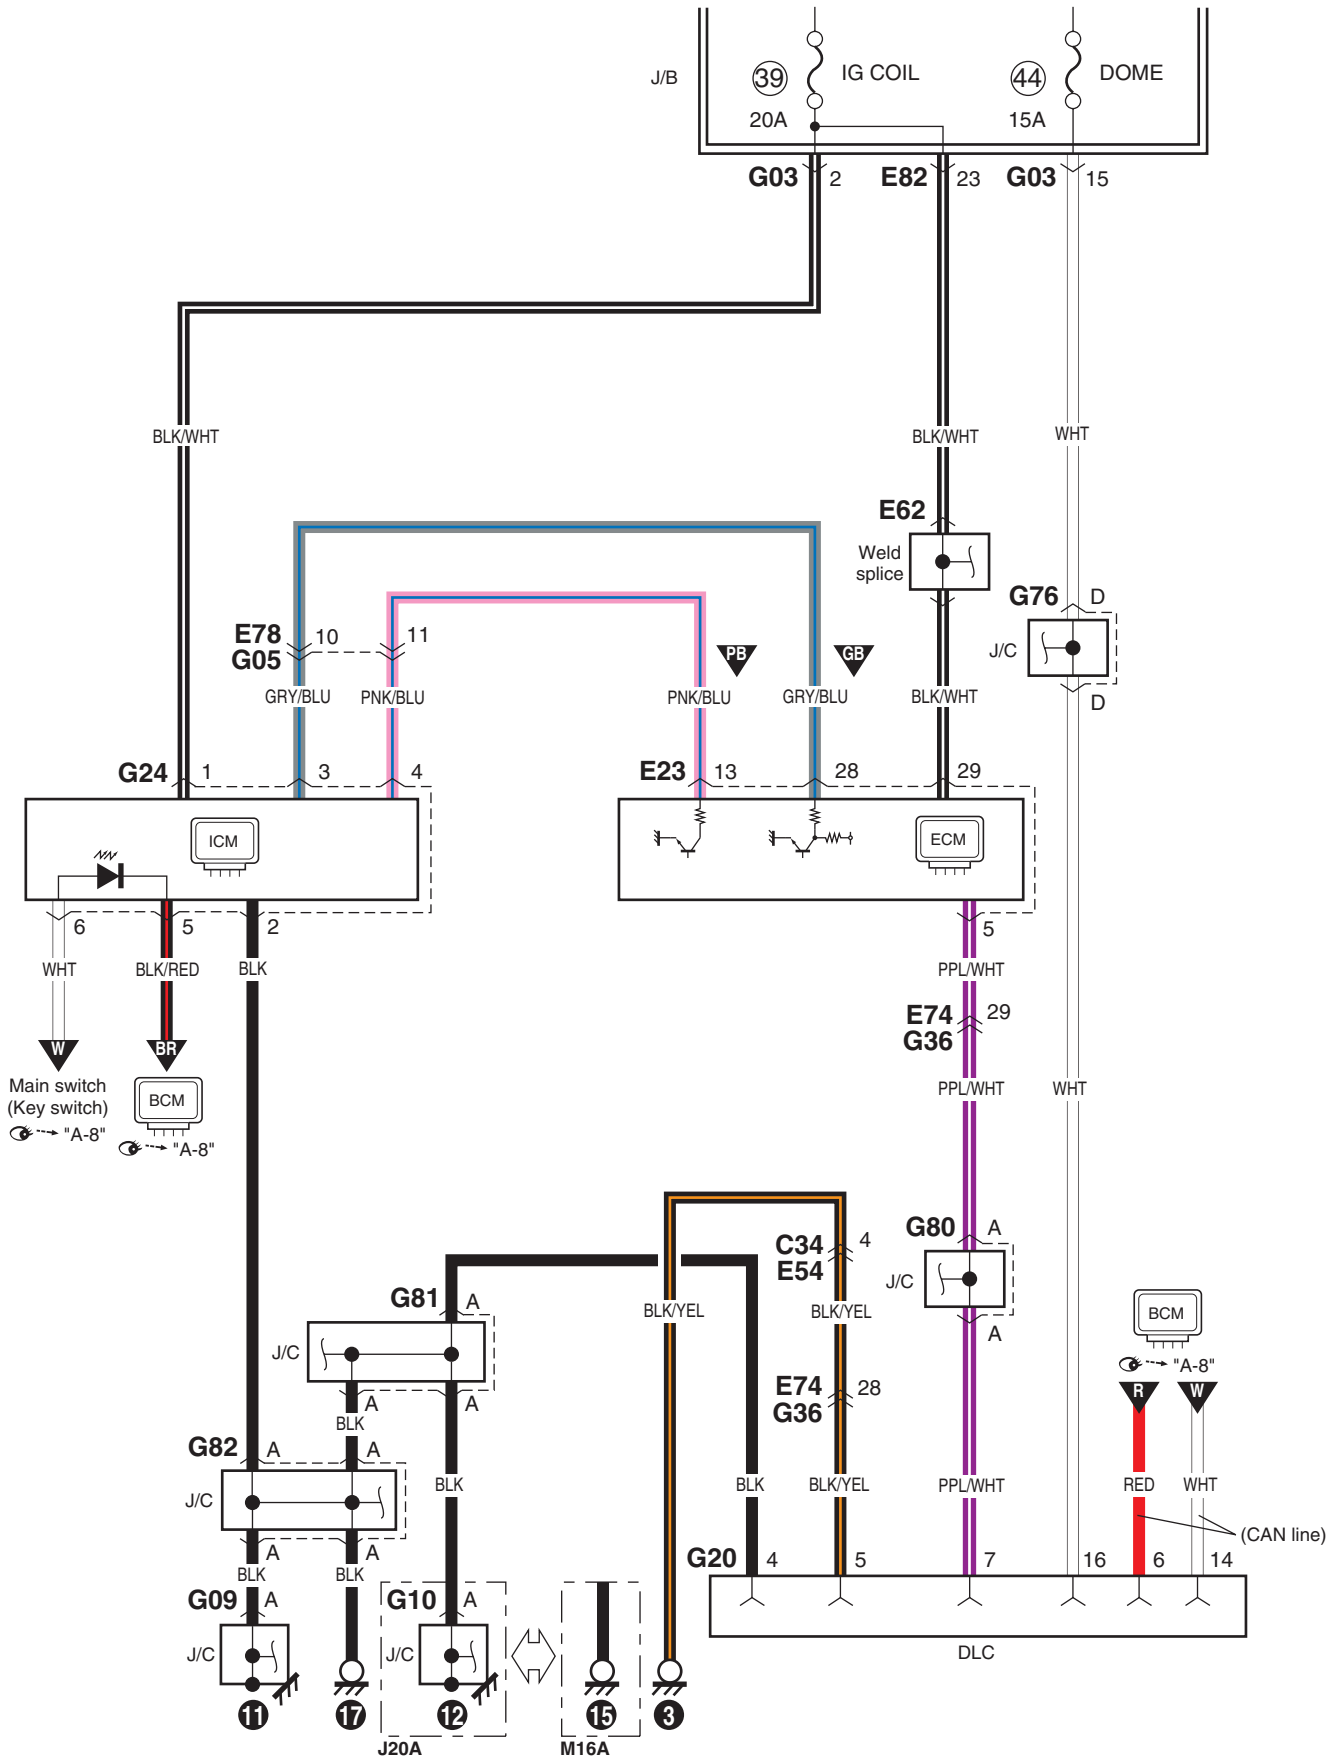 J/B
39
IG COIL
44
DOME
20A
15A
G03
2
E82
23
G03
15
BLK/WHT
BLK/WHT
WHT
E62
Weld
splice
G76
D
J/C
D
E78
10
11
G05
PB
GB
GRY/BLU
PNK/BLU
PNK/BLU
GRY/BLU
BLK/WHT
G24
1
3
4
E23
13
28
29
ICM
ECM
6
5
2
5
WHT
BLK/RED
BLK
PPL/WHT
E74
29
G36
W
BR
Main switch
(Key switch)
"A-8"
BCM
"A-8"
PPL/WHT
WHT
G80
A
J/C
A
C34
4
E54
G81
A
BLK/YEL
BLK/YEL
J/C
BCM
"A-8"
R
W
E74
28
G36
A
A
BLK
G82
A
A
J/C
BLK
BLK
BLK/YEL
PPL/WHT
RED
WHT
(CAN line)
A
A
BLK
BLK
G20
4
5
7
16
6
14
DLC
G09
A
J/C
G10
A
J/C
11
17
12
15
3
J20A
M16A